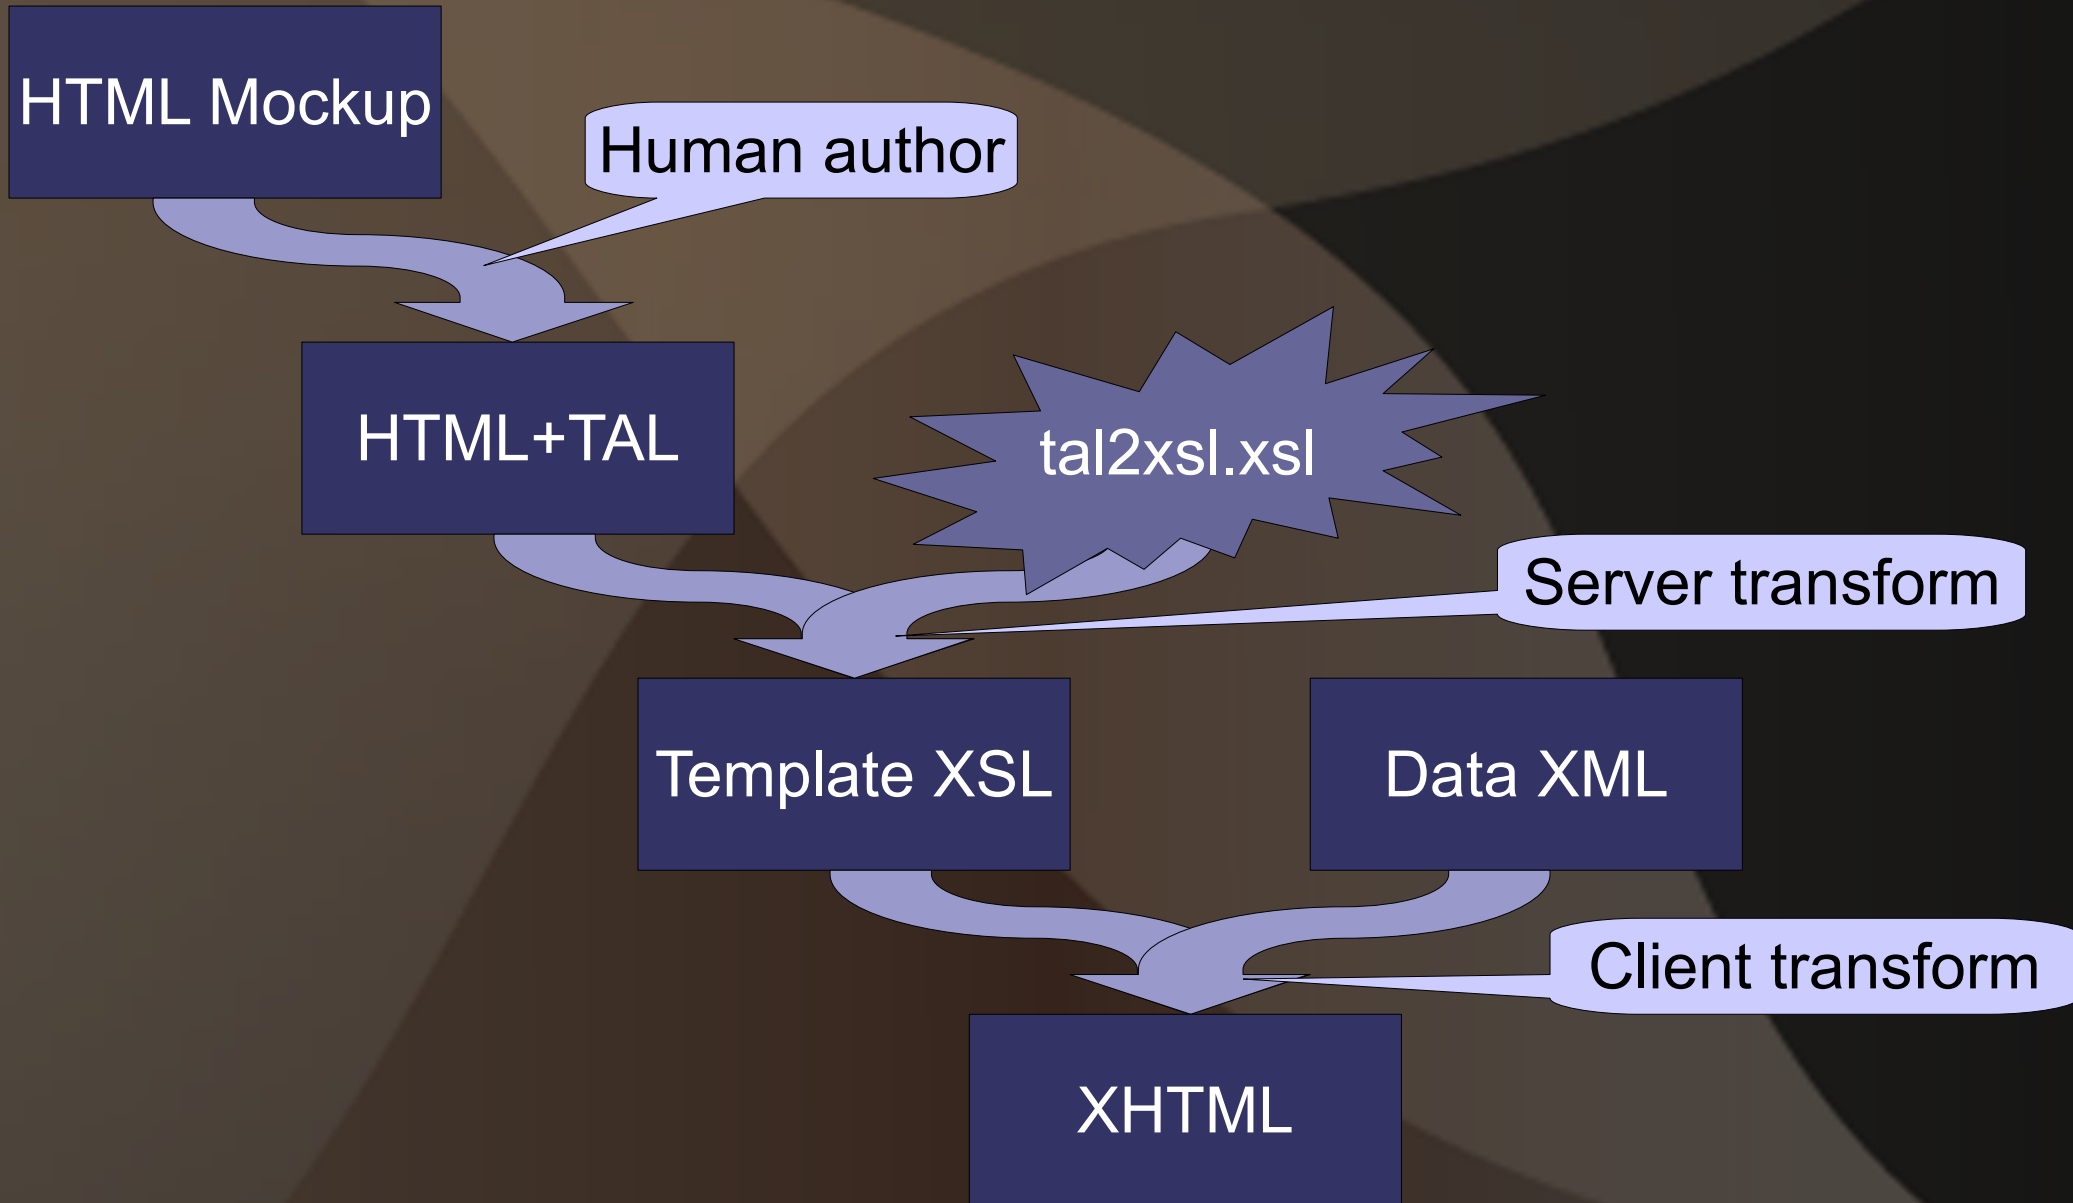 HTML Mockup
Human author
HTML+TAL
tal2xsl.xsl
Server transform
Template XSL
Data XML
Client transform
XHTML